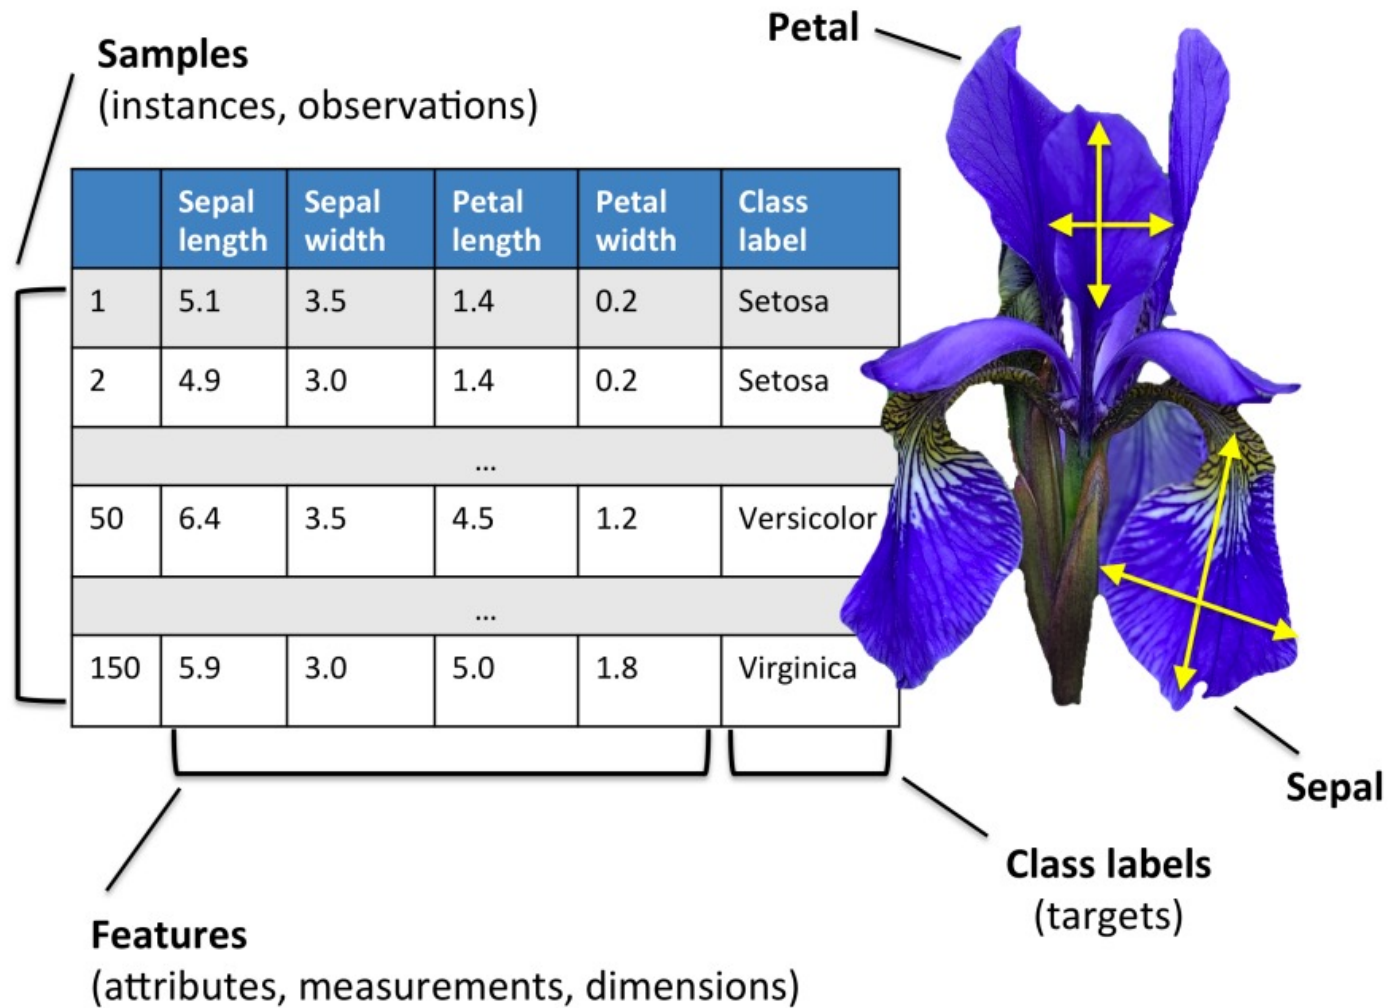 Samples
(instances, observations)
Petal
Sepal length Sepal width Petal length Petal width Class label
1 5.1 3.5 1.4 0.2 Setosa
2 4.9 3.0 1.4 0.2 Setosa
...
50 6.4 3.5 4.5 1.2 Versicolor
...
150 5.9 3.0 5.0 1.8 Virginica
Sepal
Class labels
(targets)
Features
(attributes, measurements, dimensions)